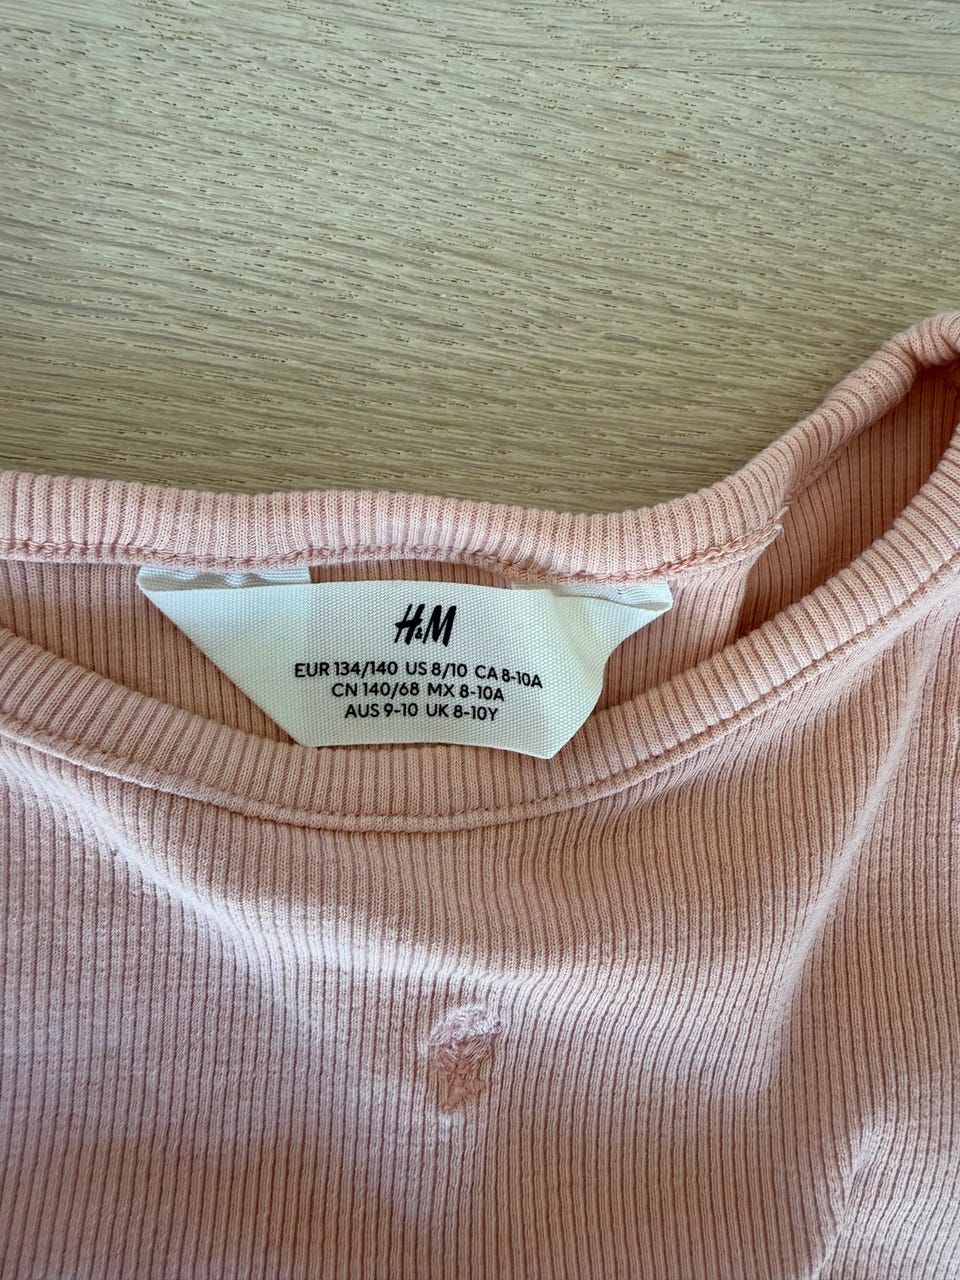 H&M
EUR 134/140 US 8/10 CA 8-10A
CN 140/68 MX 8-10A
AUS 9-10 UK 8-10Y